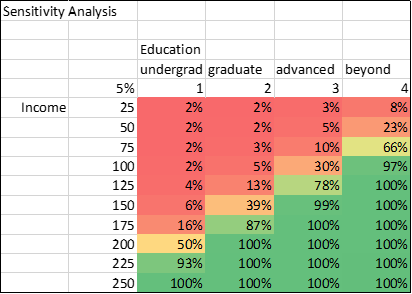 Sensitivity Analysis
Education
undergrad graduate advanced beyond
5% 1 2 3 4
Income 25 2% 2% 3% 8%
50 2% 2% 5% 23%
75 2% 3% 10% 66%
100 2% 5% 30% 97%
125 4% 13% 78% 100%
150 6% 39% 99% 100%
175 16% 87% 100% 100%
200 50% 100% 100% 100%
225 93% 100% 100% 100%
250 100% 100% 100% 100%